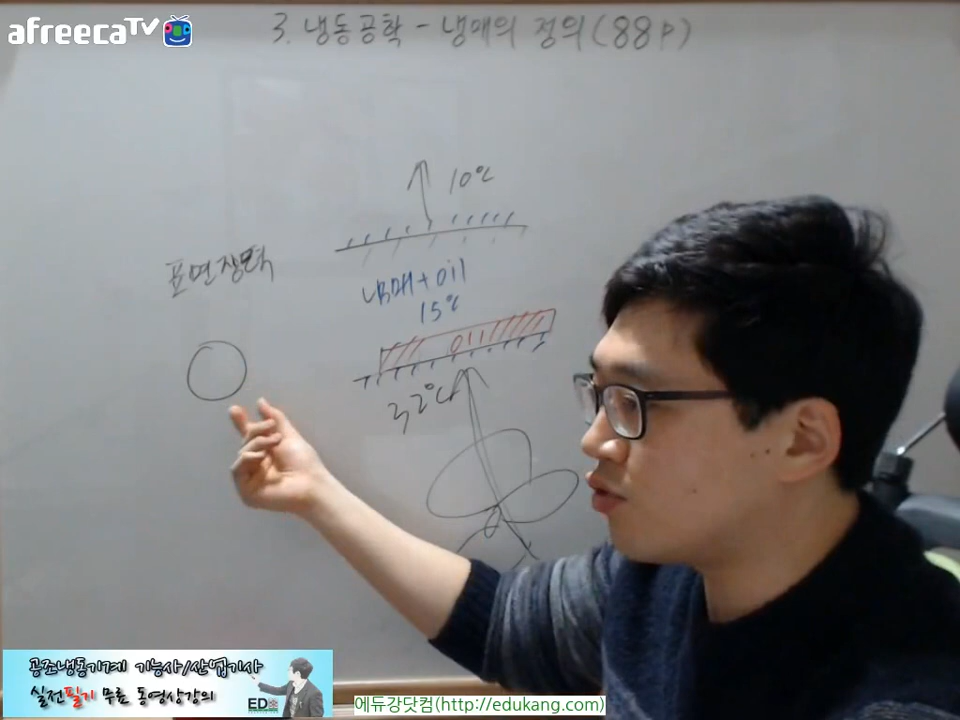 afreecaTV
3. 냉동공학 - 냉매의 정의(88P)
10℃
표면장력
냉매+oil
15℃
oil
32℃
공조냉동기계 기능사/산업기사
실전필기 무료 동영상강의
EDU
에듀강닷컴(http://edukang.com)